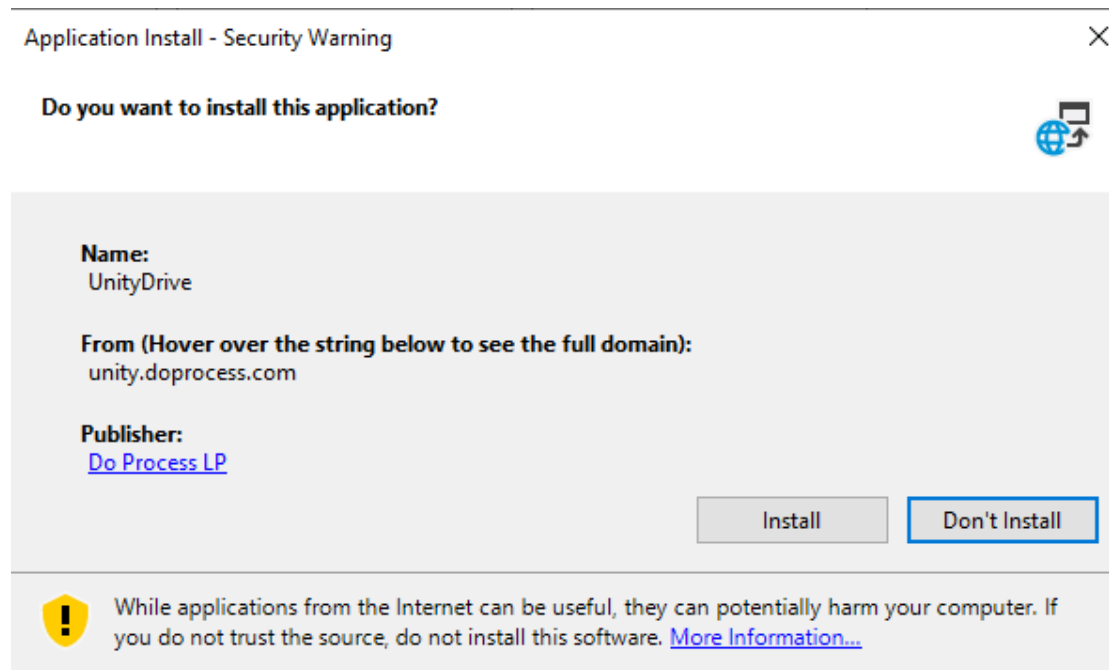 Application Install - Security Warning
Do you want to install this application?
Name:
UnityDrive
From (Hover over the string below to see the full domain):
unity.doprocess.com
Publisher:
Do Process LP
Install
Don't Install
While applications from the Internet can be useful, they can potentially harm your computer. If
you do not trust the source, do not install this software. More Information...